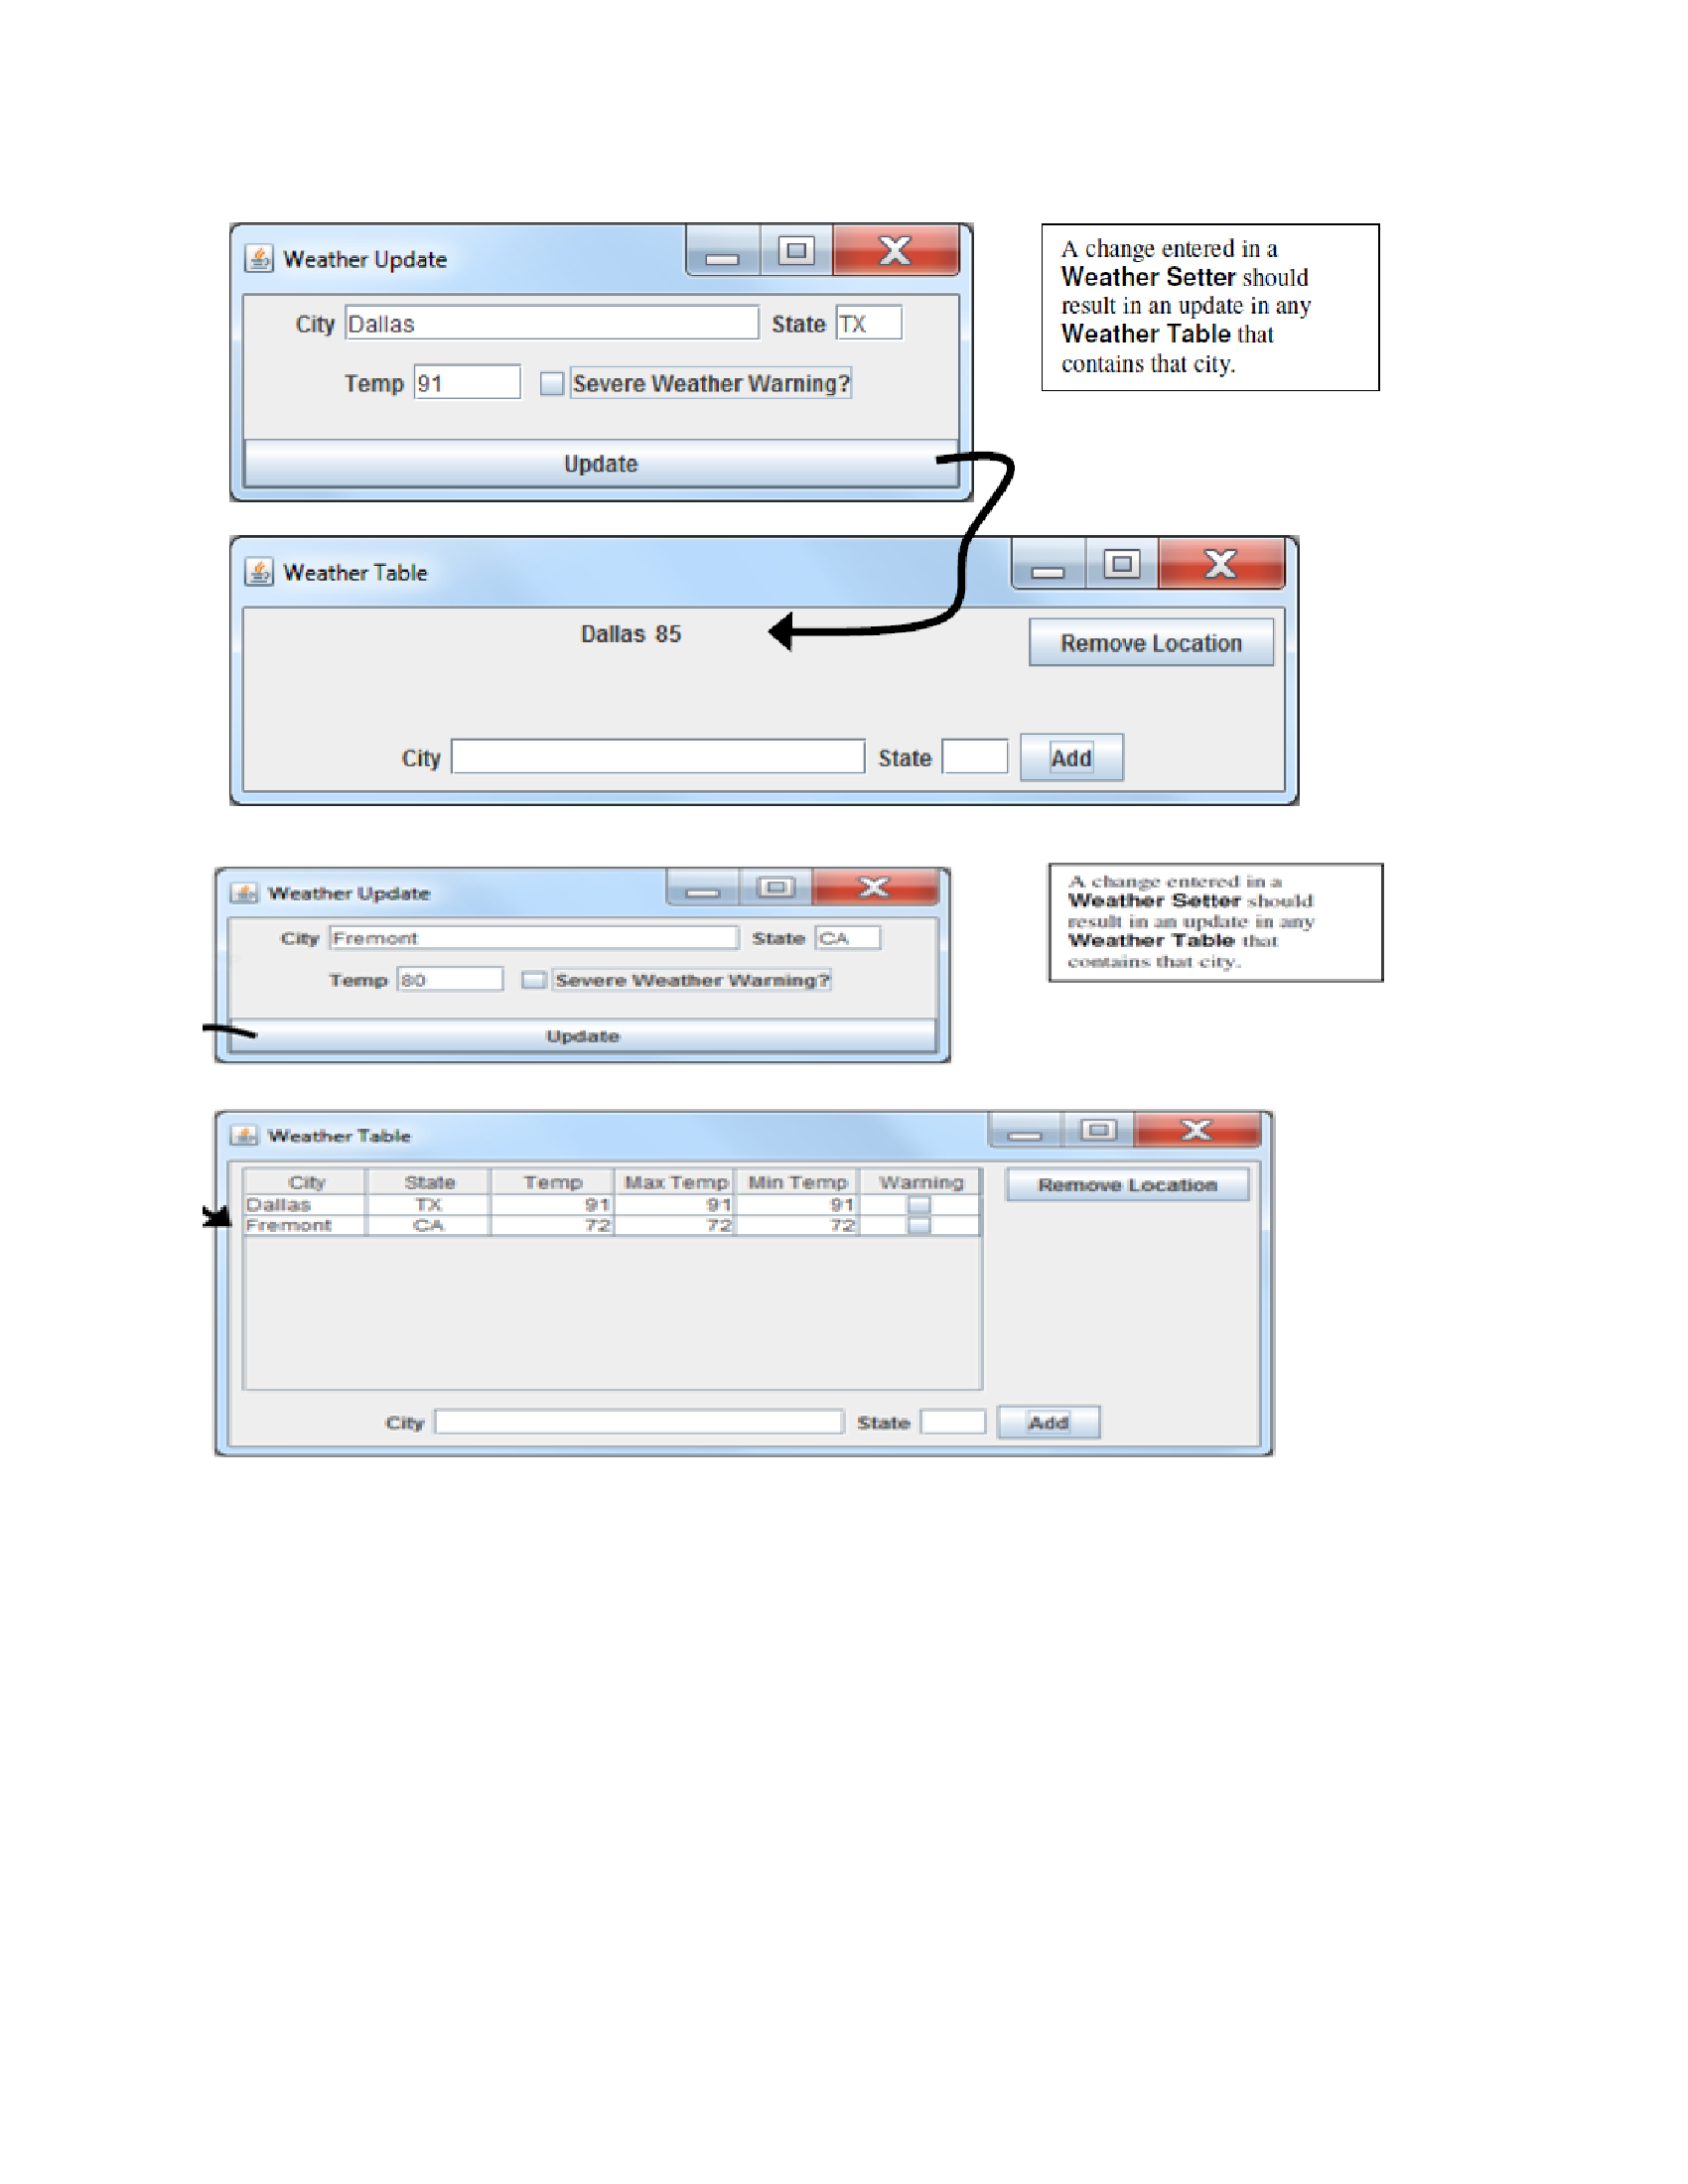 Weather Update
City Dallas State TX
Temp 91 Severe Weather Warning?
Update
A change entered in a
Weather Setter should
result in an update in any
Weather Table that
contains that city.
Weather Table
Dallas 85 Remove Location
City State Add
Weather Update
City Fremont State CA
Temp 80 Severe Weather Warning?
Update
A change entered in a
Weather Setter should
result in an update in any
Weather Table that
contains that city.
Weather Table
City State Temp Max Temp Min Temp Warning Remove Location
Dallas TX 91 91 91
Fremont CA 72 72 72
City State Add